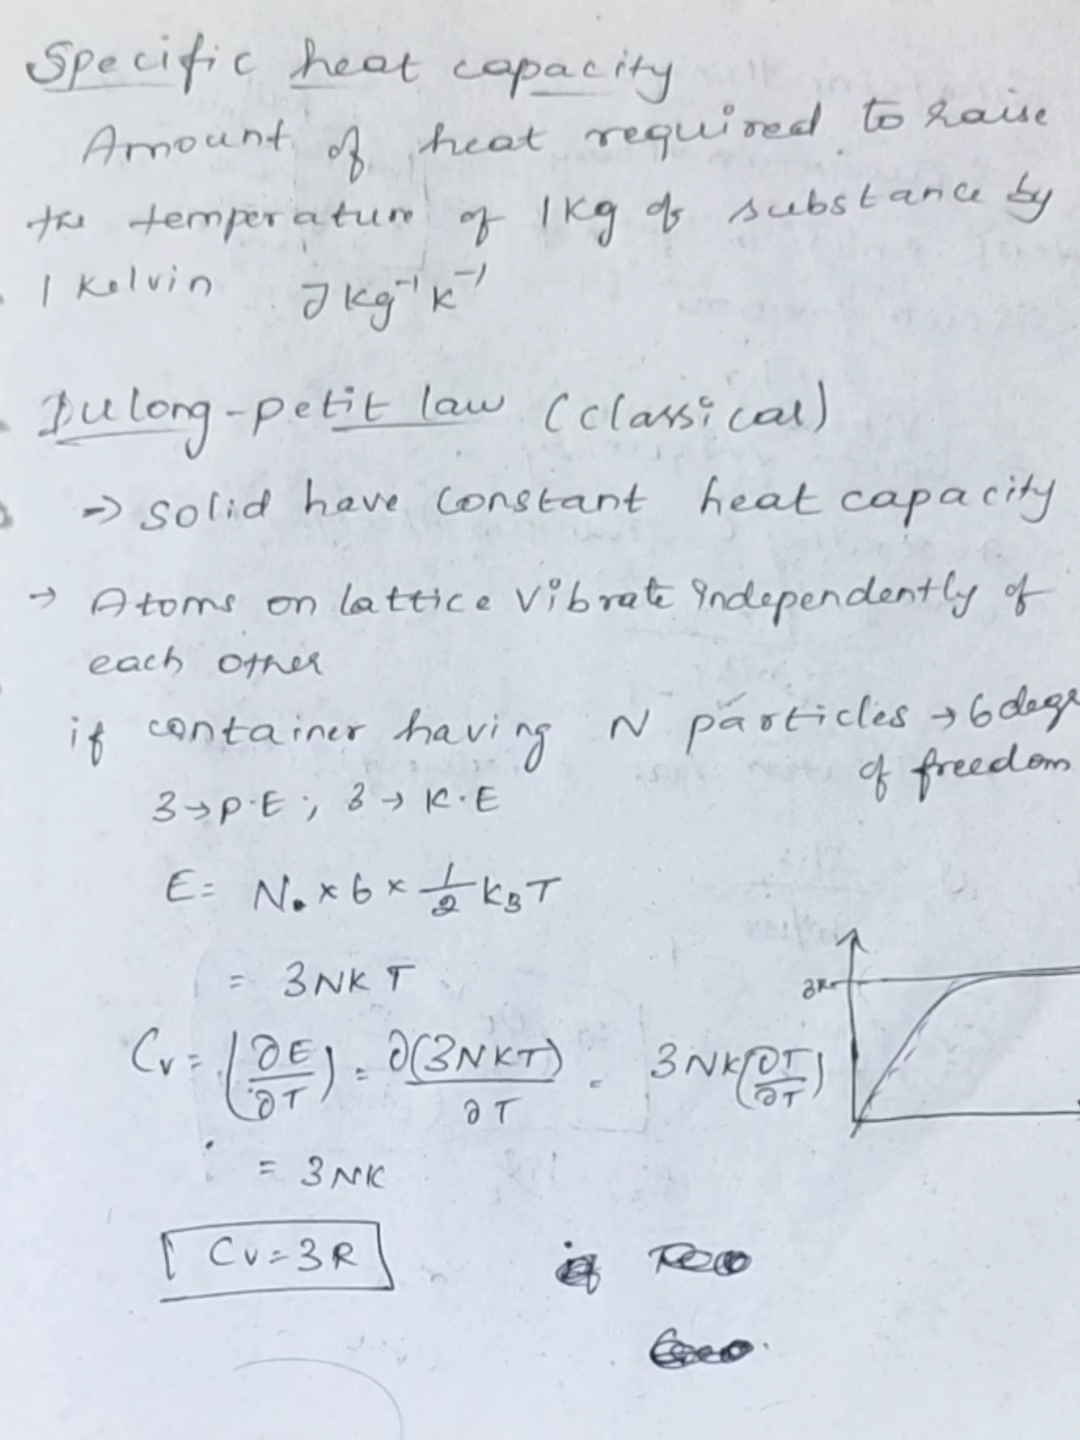 Specific heat capacity
Amount of heat required to raise
the temperature of 1kg of substance by
1 Kelvin J kg⁻¹ K⁻¹
Dulong-petit law (classical)
→ solid have constant heat capacity
→ Atoms on lattice vibrate independently of
each other
if container having N particles → 6 degr
of freedom
3 → P.E ; 3 → K.E
E = N. × 6 × 1/2 k_B T
= 3NKT
C_v = (∂E/∂T) = ∂(3NKT)/∂T = 3NK(∂T/∂T)
3R
= 3NK
Cv = 3R